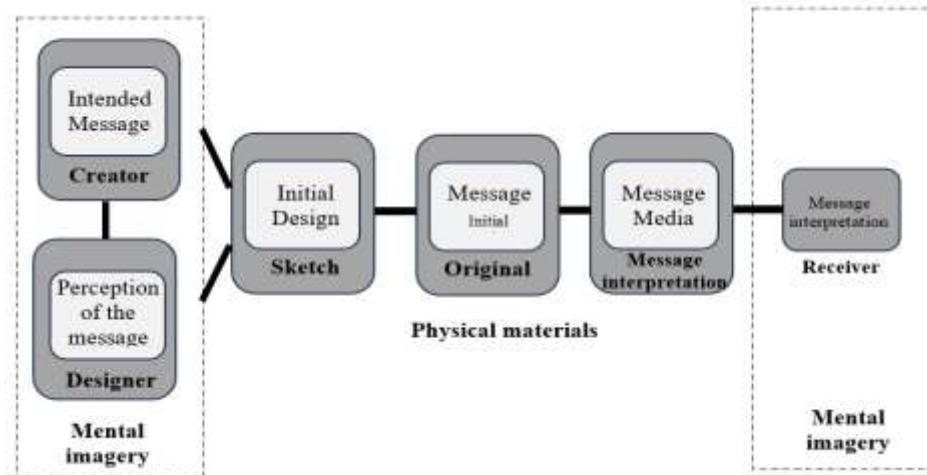 Intended
Message
Creator
Perception
of the
message
Designer
Mental
imagery
Initial
Design
Sketch
Message
Initial
Original
Message
Media
Message
interpretation
Physical materials
Message
interpretation
Receiver
Mental
imagery